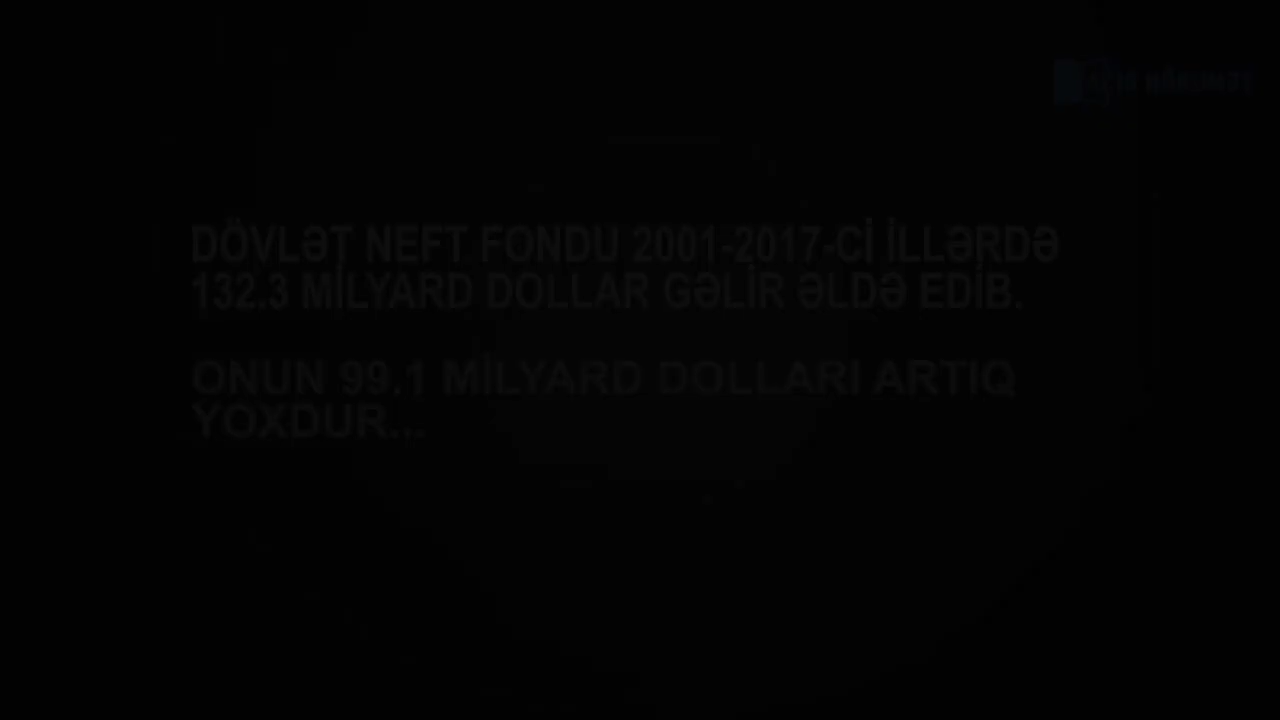 DÖVLƏT NEFT FONDU 2001-2017-Cİ İLLƏRDƏ
132.3 MİLYARD DOLLAR GƏLİR ƏLDƏ EDİB.
ONUN 99.1 MİLYARD DOLLARI ARTIQ
YOXDUR...